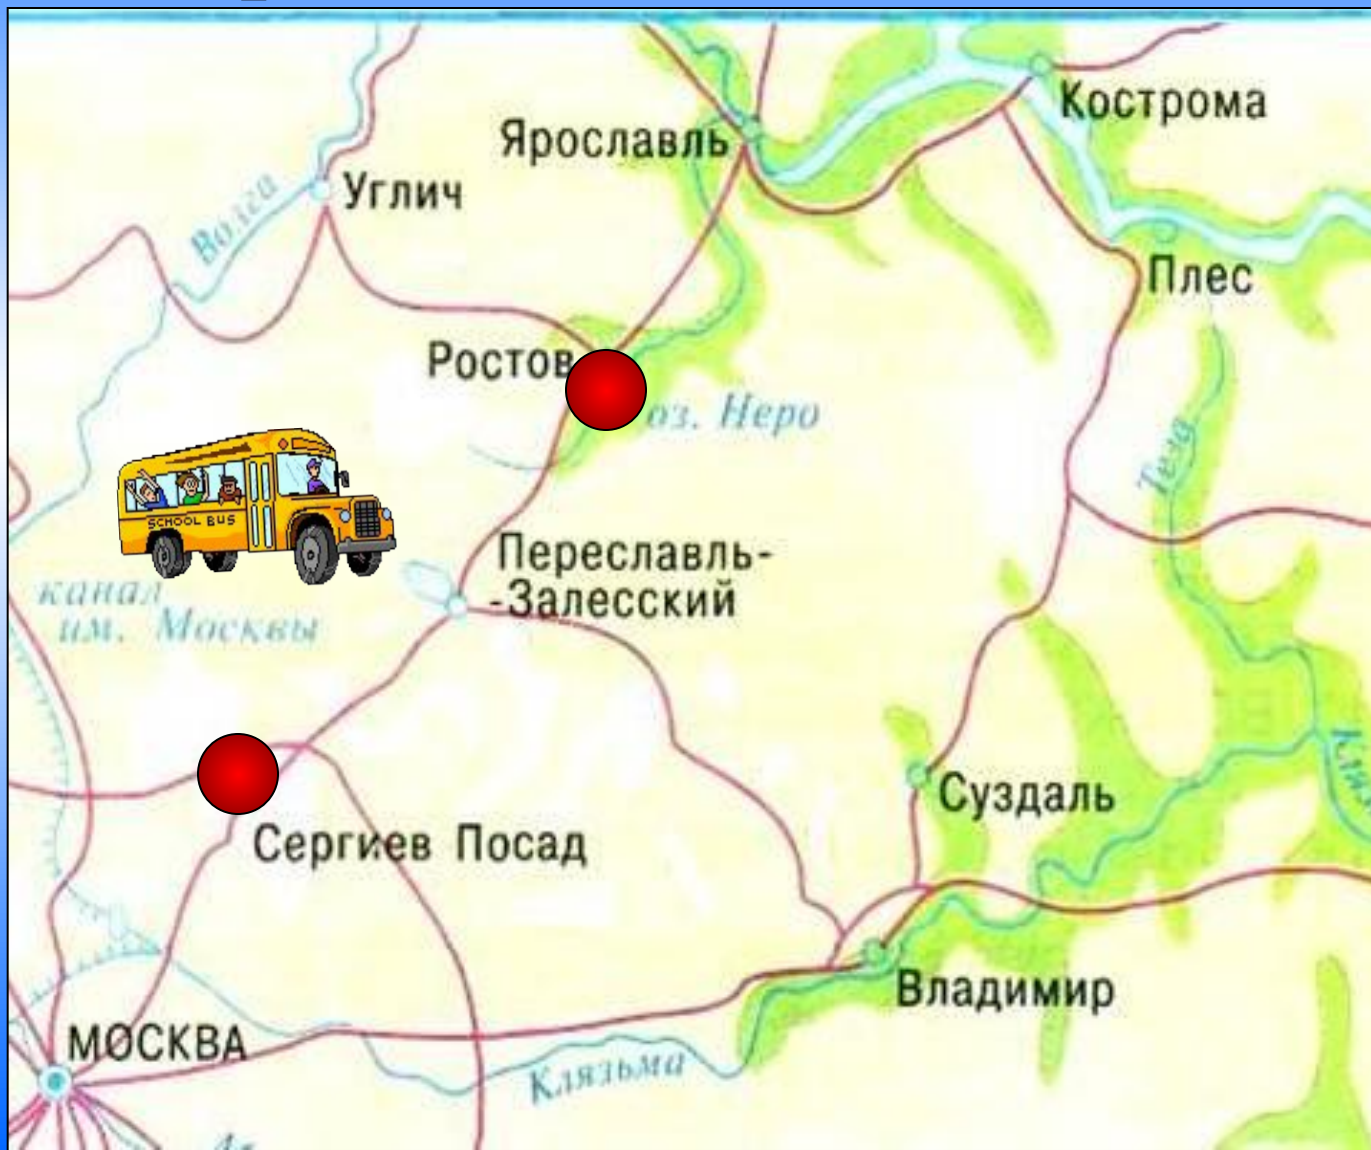 Кострома
Ярославль
Углич
Волга
Плес
Ростов
оз. Неро
Теза
SCHOOL BUS
Переславль-
-Залесский
канал
им. Москвы
Суздаль
Сергиев Посад
Владимир
МОСКВА
Клязьма